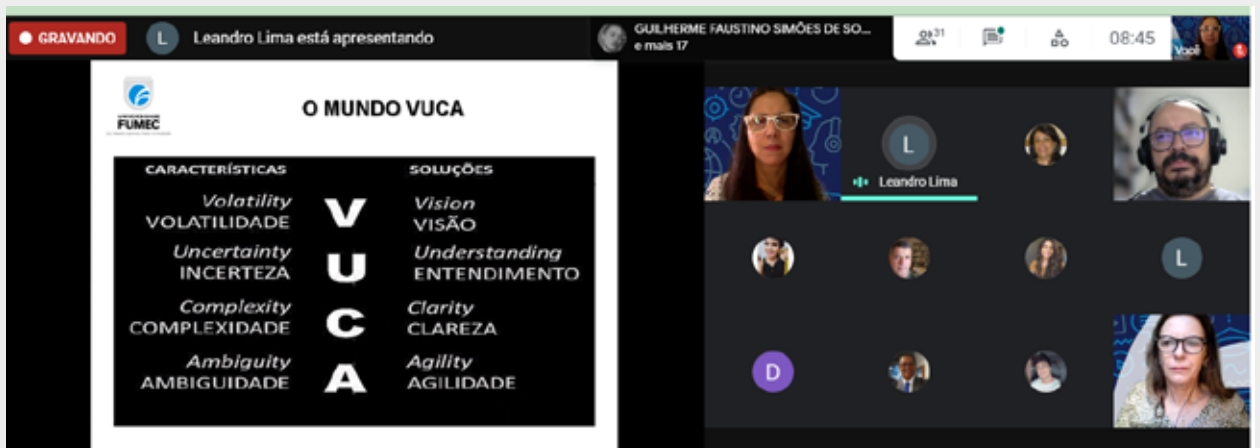 GRAVANDO
L
Leandro Lima está apresentando
GUILHERME FAUSTINO SIMÕES DE SO...
e mais 17
31
08:45
Você
UNIVERSIDADE
FUMEC
O MUNDO VUCA
CARACTERÍSTICAS
SOLUÇÕES
Volatility
VOLATILIDADE
V
Vision
VISÃO
Uncertainty
INCERTEZA
U
Understanding
ENTENDIMENTO
Complexity
COMPLEXIDADE
C
Clarity
CLAREZA
Ambiguity
AMBIGUIDADE
A
Agility
AGILIDADE
L
Leandro Lima
L
D